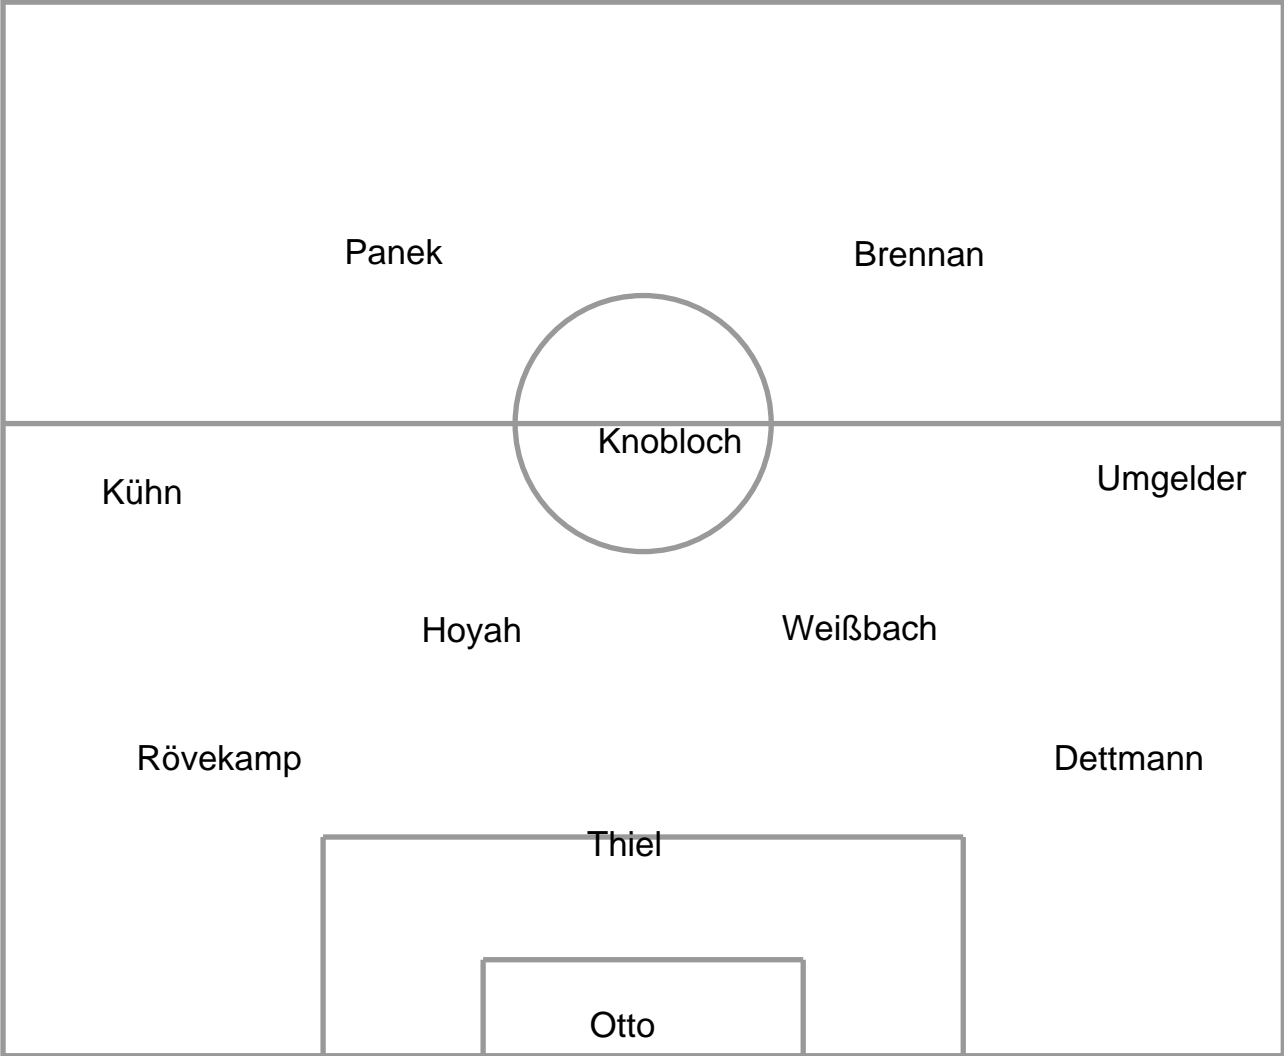 Panek
Brennan
Knobloch
Kühn
Umgelder
Hoyah
Weißbach
Rövekamp
Dettmann
Thiel
Otto